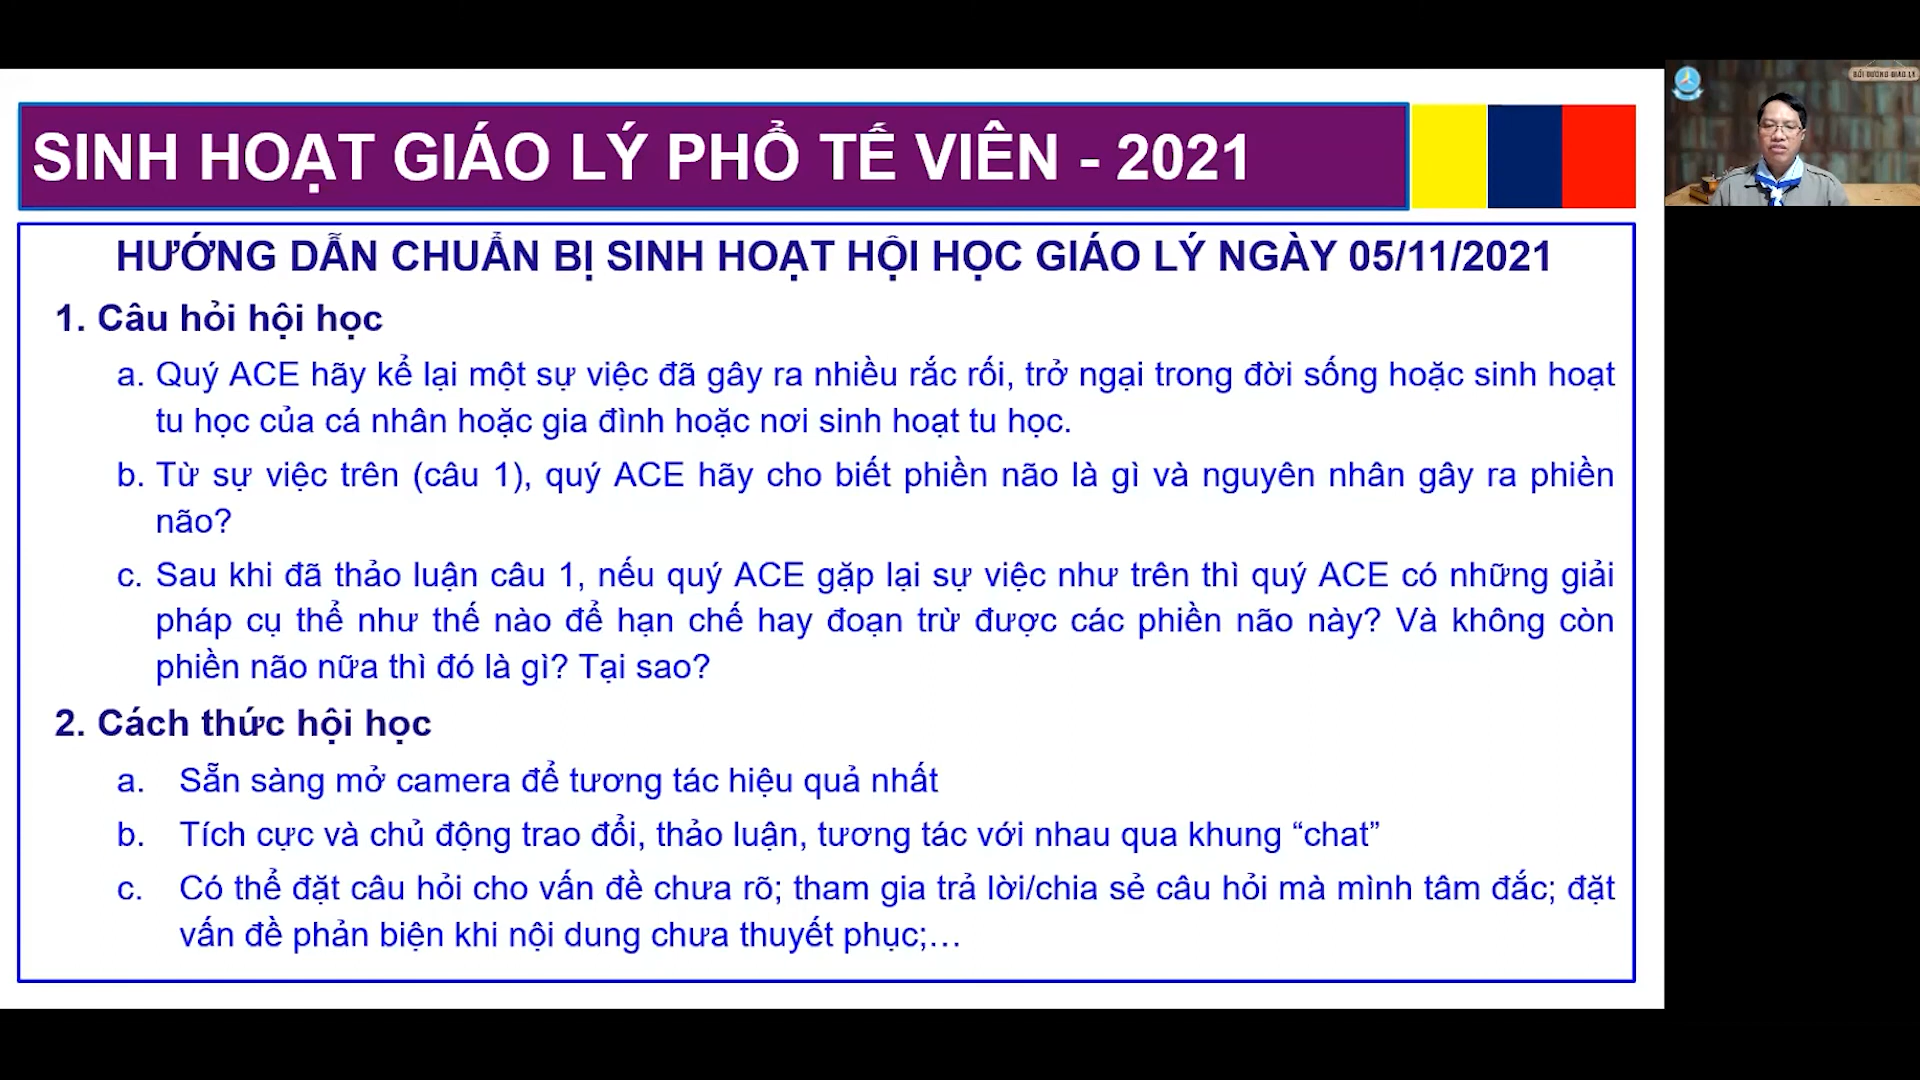 SINH HOẠT GIÁO LÝ PHỔ TẾ VIÊN - 2021
BỒI DƯỠNG GIÁO LÝ
HƯỚNG DẪN CHUẨN BỊ SINH HOẠT HỘI HỌC GIÁO LÝ NGÀY 05/11/2021
1. Câu hỏi hội học
a. Quý ACE hãy kể lại một sự việc đã gây ra nhiều rắc rối, trở ngại trong đời sống hoặc sinh hoạt
tu học của cá nhân hoặc gia đình hoặc nơi sinh hoạt tu học.
b. Từ sự việc trên (câu 1), quý ACE hãy cho biết phiền não là gì và nguyên nhân gây ra phiền
não?
c. Sau khi đã thảo luận câu 1, nếu quý ACE gặp lại sự việc như trên thì quý ACE có những giải
pháp cụ thể như thế nào để hạn chế hay đoạn trừ được các phiền não này? Và không còn
phiền não nữa thì đó là gì? Tại sao?
2. Cách thức hội học
a. Sẵn sàng mở camera để tương tác hiệu quả nhất
b. Tích cực và chủ động trao đổi, thảo luận, tương tác với nhau qua khung “chat”
c. Có thể đặt câu hỏi cho vấn đề chưa rõ; tham gia trả lời/chia sẻ câu hỏi mà mình tâm đắc; đặt
vấn đề phản biện khi nội dung chưa thuyết phục;…